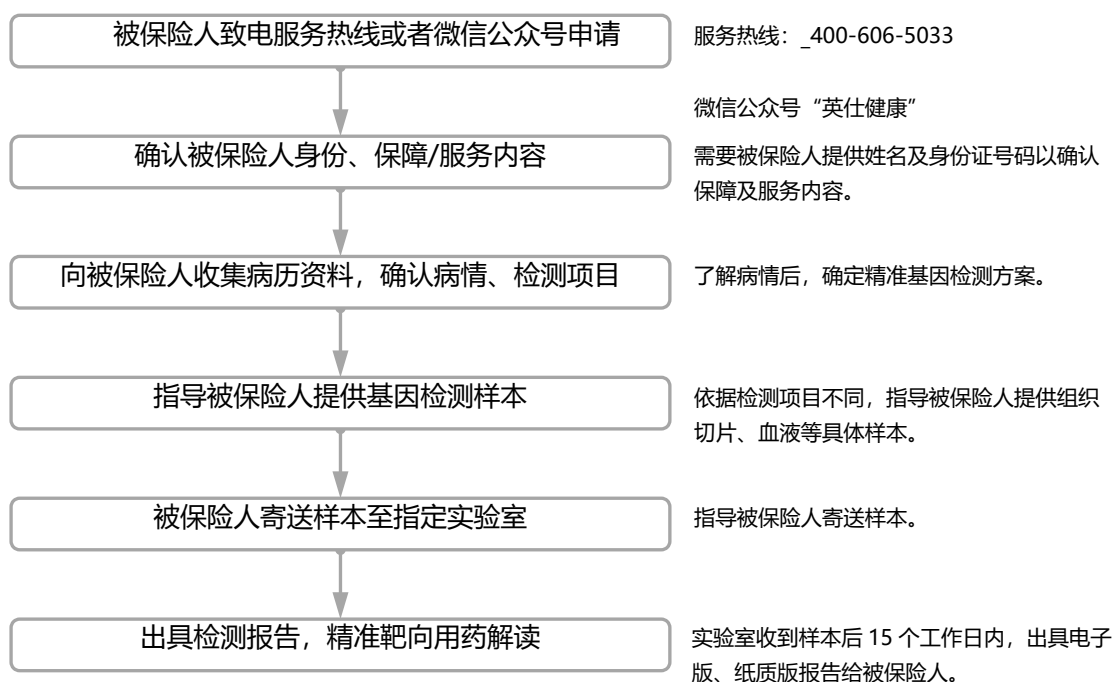 被保险人致电服务热线或者微信公众号申请
服务热线：_400-606-5033
微信公众号“英仕健康”
确认被保险人身份、保障/服务内容
需要被保险人提供姓名及身份证号码以确认
保障及服务内容。
向被保险人收集病历资料，确认病情、检测项目
了解病情后，确定精准基因检测方案。
指导被保险人提供基因检测样本
依据检测项目不同，指导被保险人提供组织
切片、血液等具体样本。
被保险人寄送样本至指定实验室
指导被保险人寄送样本。
出具检测报告，精准靶向用药解读
实验室收到样本后 15 个工作日内，出具电子
版、纸质版报告给被保险人。